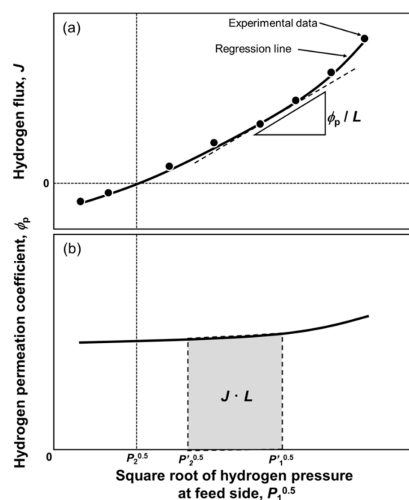 (a)
Experimental data
Regression line
Hydrogen flux, J
ϕp / L
0
(b)
Hydrogen permeation coefficient, ϕp
J · L
0
P₂^0.5
P'₂^0.5
P'₁^0.5
Square root of hydrogen pressure
at feed side, P₁^0.5